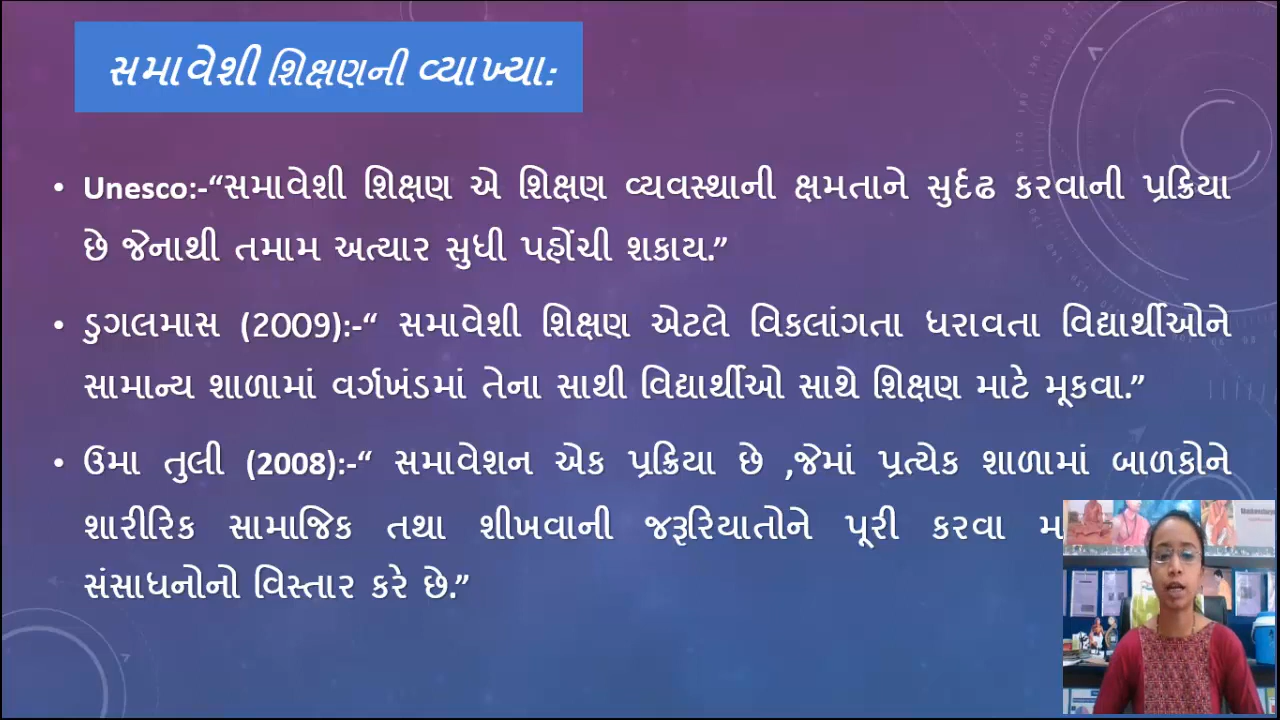 સમાવેશી શિક્ષણની વ્યાખ્યા:
• Unesco:-“સમાવેશી શિક્ષણ એ શિક્ષણ વ્યવસ્થાની ક્ષમતાને સુર્દઢ કરવાની પ્રક્રિયા
છે જેનાથી તમામ અત્યાર સુધી પહોંચી શકાય.”
• ડુગલમાસ (2009):-“ સમાવેશી શિક્ષણ એટલે વિકલાંગતા ધરાવતા વિદ્યાર્થીઓને
સામાન્ય શાળામાં વર્ગખંડમાં તેના સાથી વિદ્યાર્થીઓ સાથે શિક્ષણ માટે મૂકવા.”
• ઉમા તુલી (2008):-“ સમાવેશન એક પ્રક્રિયા છે ,જેમાં પ્રત્યેક શાળામાં બાળકોને
શારીરિક સામાજિક તથા શીખવાની જરૂરિયાતોને પૂરી કરવા
સંસાધનોનો વિસ્તાર કરે છે.”